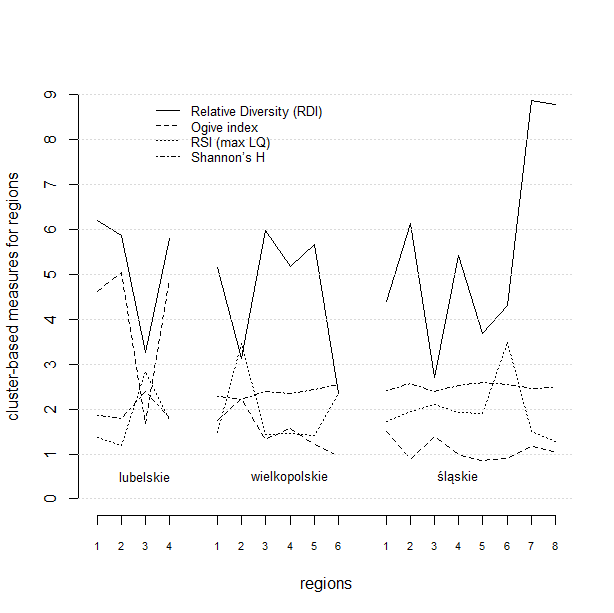 Relative Diversity (RDI)
Ogive index
RSI (max LQ)
Shannon's H
cluster-based measures for regions
9
8
7
6
5
4
3
2
1
0
lubelskie wielkopolskie śląskie
1 2 3 4 1 2 3 4 5 6 1 2 3 4 5 6 7 8
regions